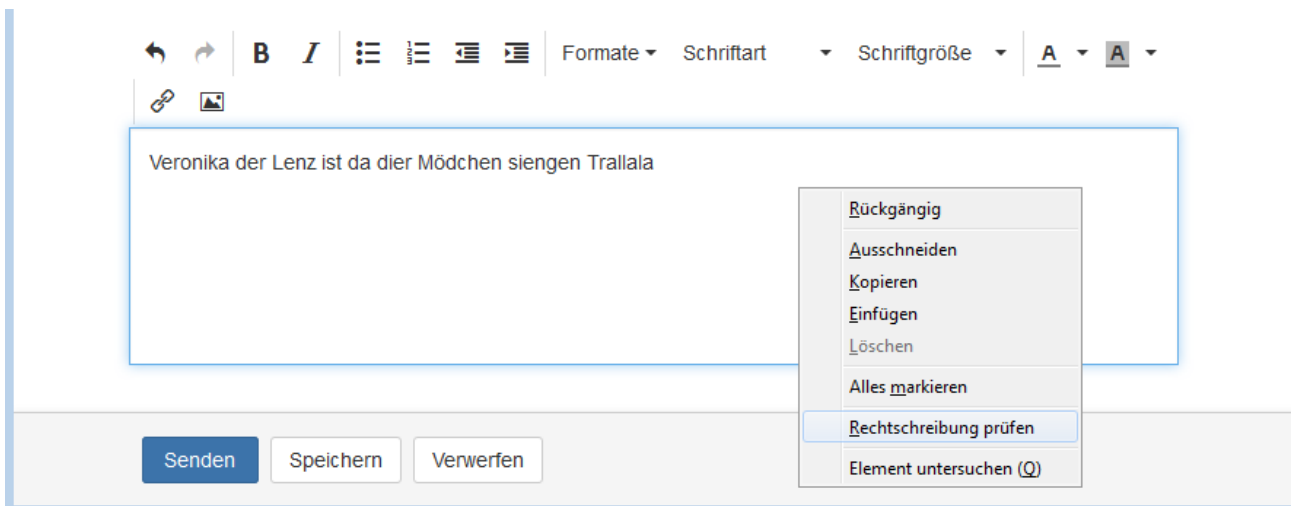 B I Formate Schriftart Schriftgröße A A
Veronika der Lenz ist da dier Mödchen siengen Trallala
Rückgängig
Ausschneiden
Kopieren
Einfügen
Löschen
Alles markieren
Rechtschreibung prüfen
Element untersuchen (Q)
Senden Speichern Verwerfen